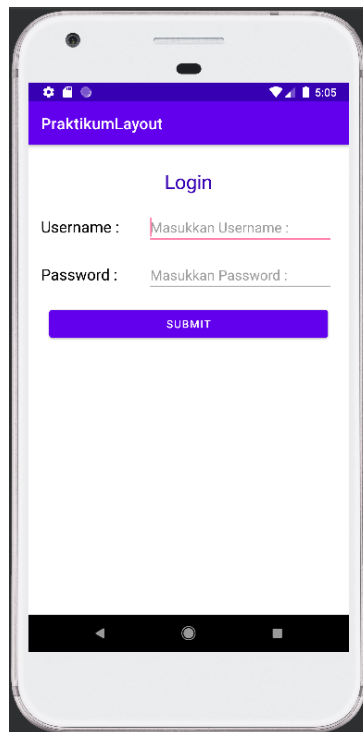 5:05
PraktikumLayout
Login
Username :
Masukkan Username :
Password :
Masukkan Password :
SUBMIT